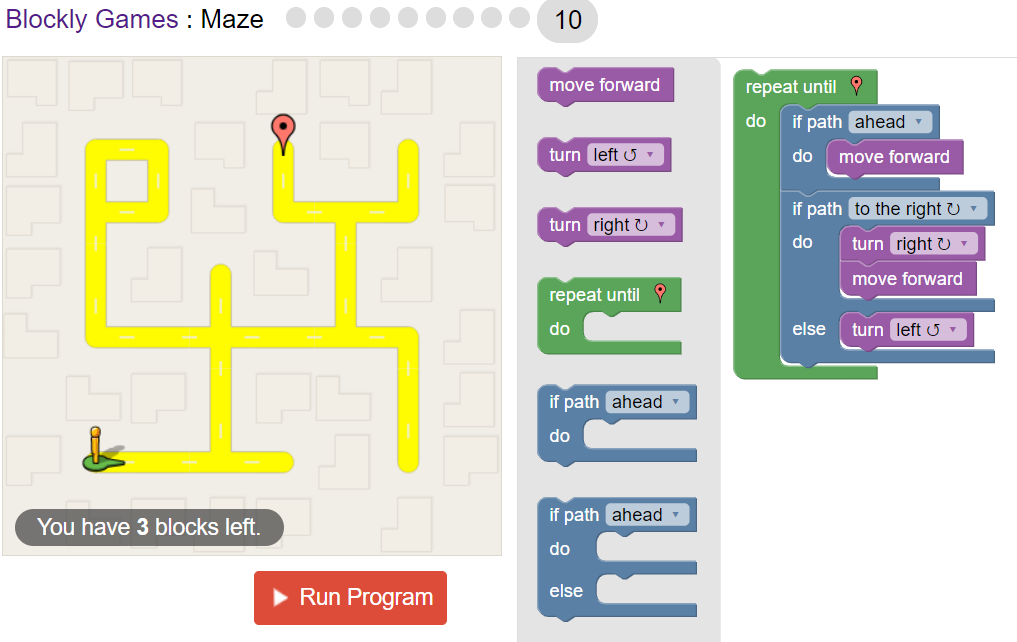 Blockly Games : Maze 10
You have 3 blocks left.
Run Program
move forward
turn left ↺ ▾
turn right ↻ ▾
repeat until
do
if path ahead ▾
do
if path ahead ▾
do
else
repeat until
do if path ahead ▾
do move forward
if path to the right ↻ ▾
do turn right ↻ ▾
move forward
else turn left ↺ ▾